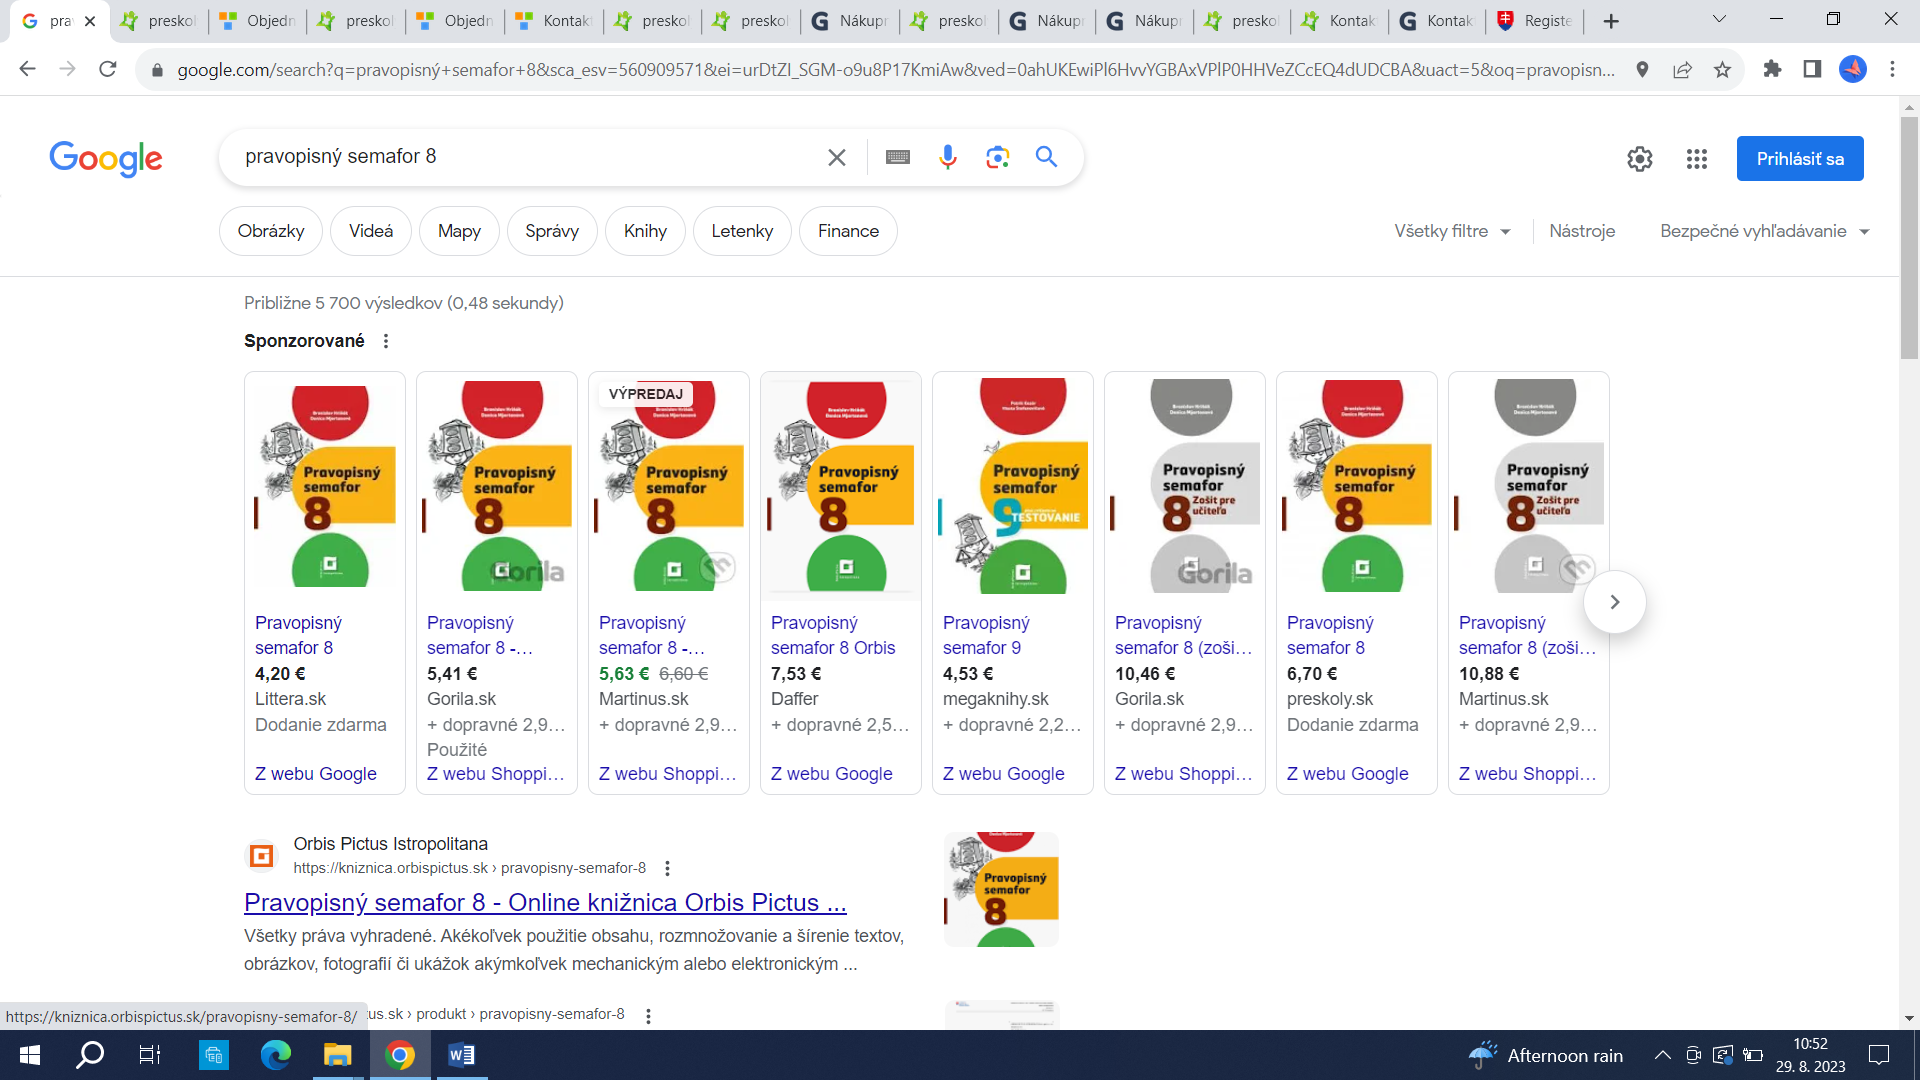 pra
preskol
Objedn
preskol
Objedn
Kontakt
preskol
preskol
Nákupn
preskol
Nákupn
Nákupn
preskol
Kontakt
Kontakt
Registe
google.com/search?q=pravopisný+semafor+8&sca_esv=560909571&ei=urDtZI_SGM-o9u8P17KmiAw&ved=0ahUKEwiPl6HvvYGBAxVPlP0HHVeZCcEQ4dUDCBA&uact=5&oq=pravopisn...
Google
pravopisný semafor 8
Prihlásiť sa
Obrázky
Videá
Mapy
Správy
Knihy
Letenky
Finance
Všetky filtre
Nástroje
Bezpečné vyhľadávanie
Približne 5 700 výsledkov (0,48 sekundy)
Sponzorované
Pravopisný
semafor
8
Pravopisný
semafor 8
4,20 €
Littera.sk
Dodanie zdarma
Z webu Google
Pravopisný
semafor
8
Gorila
Pravopisný
semafor 8 -...
5,41 €
Gorila.sk
+ dopravné 2,9...
Použité
Z webu Shoppi...
VÝPREDAJ
Pravopisný
semafor
8
Pravopisný
semafor 8 -...
5,63 € 6,60 €
Martinus.sk
+ dopravné 2,9...
Z webu Shoppi...
Pravopisný
semafor
8
Pravopisný
semafor 8 Orbis
7,53 €
Daffer
+ dopravné 2,5...
Z webu Google
Pravopisný
semafor
9
TESTOVANIE
Pravopisný
semafor 9
4,53 €
megaknihy.sk
+ dopravné 2,2...
Z webu Google
Pravopisný
semafor
8 Zošit pre
učiteľa
Gorila
Pravopisný
semafor 8 (zoši...
10,46 €
Gorila.sk
+ dopravné 2,9...
Z webu Shoppi...
Pravopisný
semafor
8
Pravopisný
semafor 8
6,70 €
preskoly.sk
Dodanie zdarma
Z webu Google
Pravopisný
semafor
8 Zošit pre
učiteľa
Pravopisný
semafor 8 (zoši...
10,88 €
Martinus.sk
+ dopravné 2,9...
Z webu Shoppi...
Orbis Pictus Istropolitana
https://kniznica.orbispictus.sk › pravopisny-semafor-8
Pravopisný semafor 8 - Online knižnica Orbis Pictus ...
Všetky práva vyhradené. Akékoľvek použitie obsahu, rozmnožovanie a šírenie textov,
obrázkov, fotografií či ukážok akýmkoľvek mechanickým alebo elektronickým ...
Pravopisný
semafor
8
https://kniznica.orbispictus.sk/pravopisny-semafor-8/
tus.sk › produkt › pravopisny-semafor-8
Afternoon rain
10:52
29. 8. 2023